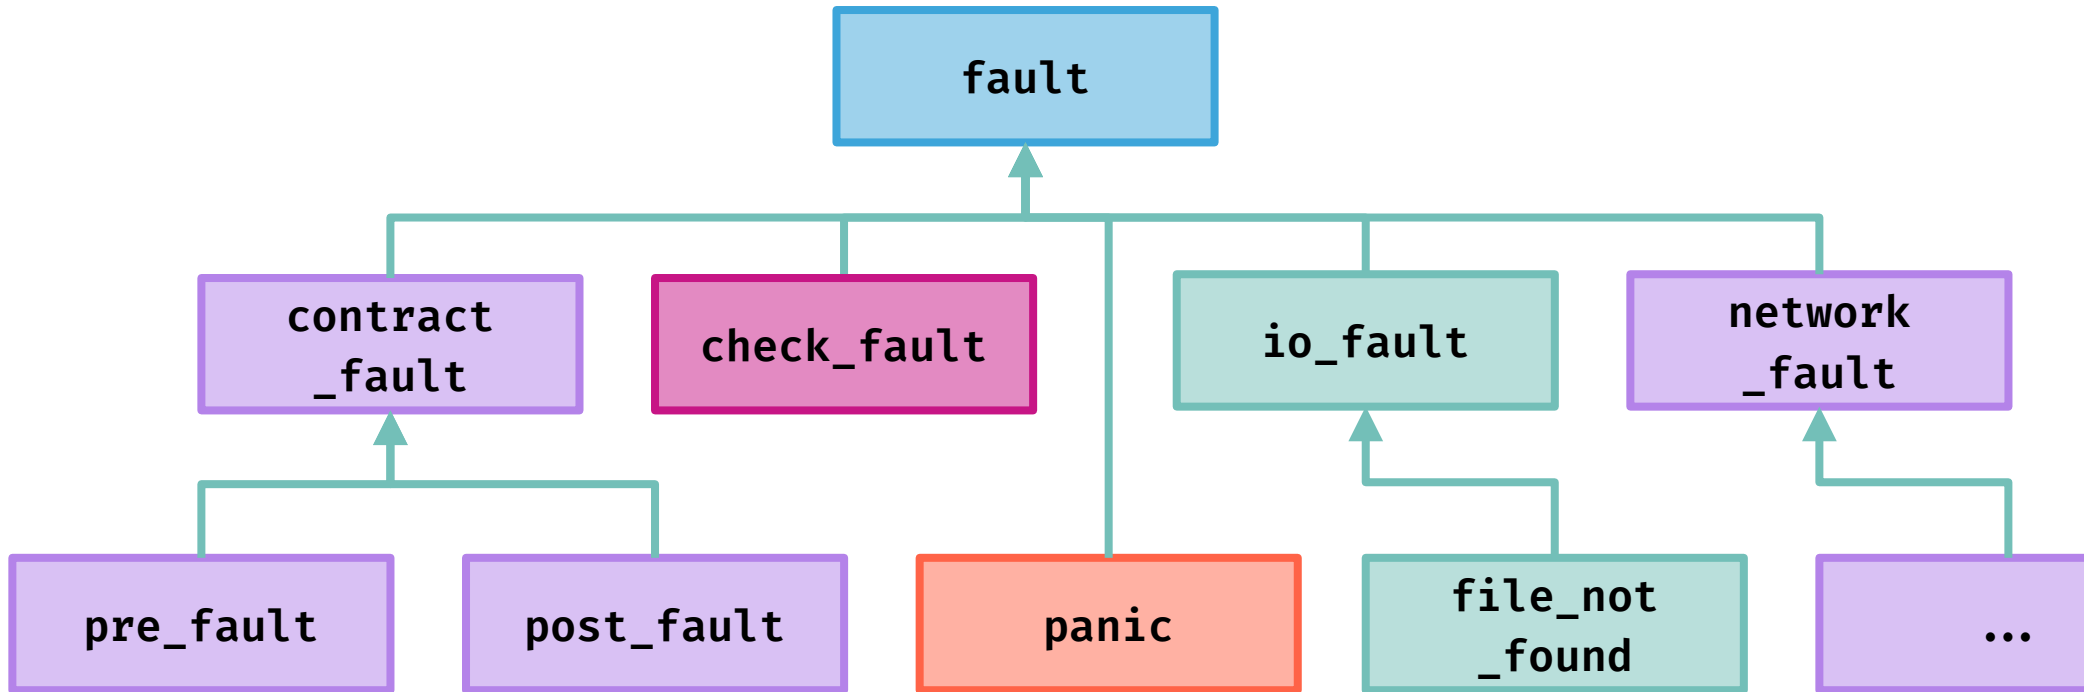 fault
contract
_fault
check_fault
io_fault
network
_fault
pre_fault
post_fault
panic
file_not
_found
...